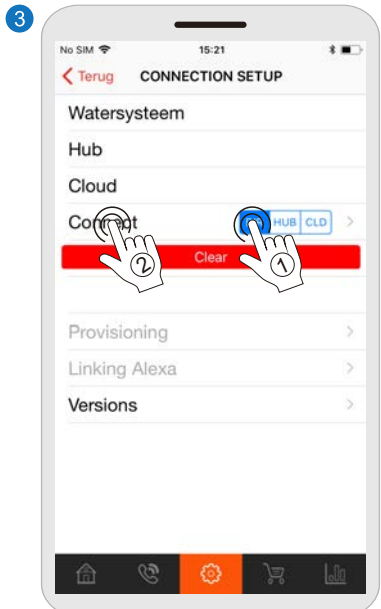 3
No SIM 15:21
Terug CONNECTION SETUP
Watersysteem
Hub
Cloud
Connect HUB CLD
Clear
2 1
Provisioning
Linking Alexa
Versions